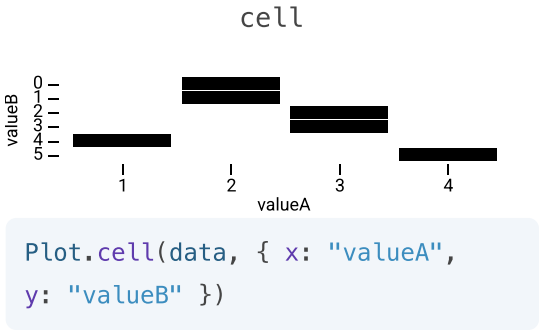 cell
valueB
0
1
2
3
4
5
1 2 3 4
valueA
Plot.cell(data, { x: "valueA",
y: "valueB" })